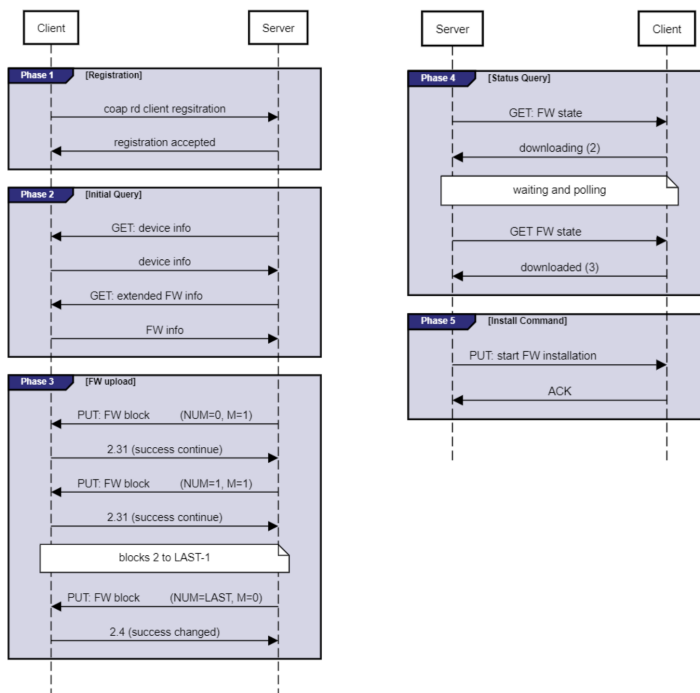 Client Server
Phase 1 [Registration]
coap rd client regsitration
registration accepted
Phase 2 [Initial Query]
GET: device info
device info
GET: extended FW info
FW info
Phase 3 [FW upload]
PUT: FW block (NUM=0, M=1)
2.31 (success continue)
PUT: FW block (NUM=1, M=1)
2.31 (success continue)
blocks 2 to LAST-1
PUT: FW block (NUM=LAST, M=0)
2.4 (success changed)
Server Client
Phase 4 [Status Query]
GET: FW state
downloading (2)
waiting and polling
GET FW state
downloaded (3)
Phase 5 [Install Command]
PUT: start FW installation
ACK